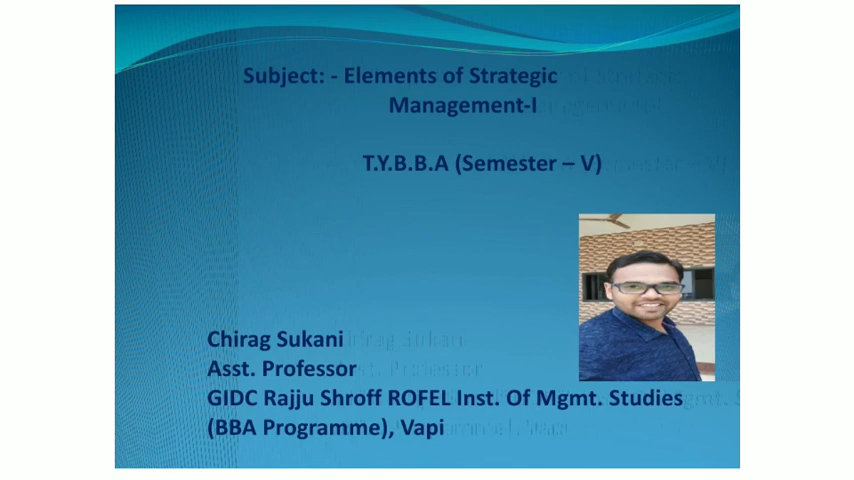 Subject: - Elements of Strategic
Management-I
T.Y.B.B.A (Semester – V)
Chirag Sukani
Asst. Professor
GIDC Rajju Shroff ROFEL Inst. Of Mgmt. Studies
(BBA Programme), Vapi